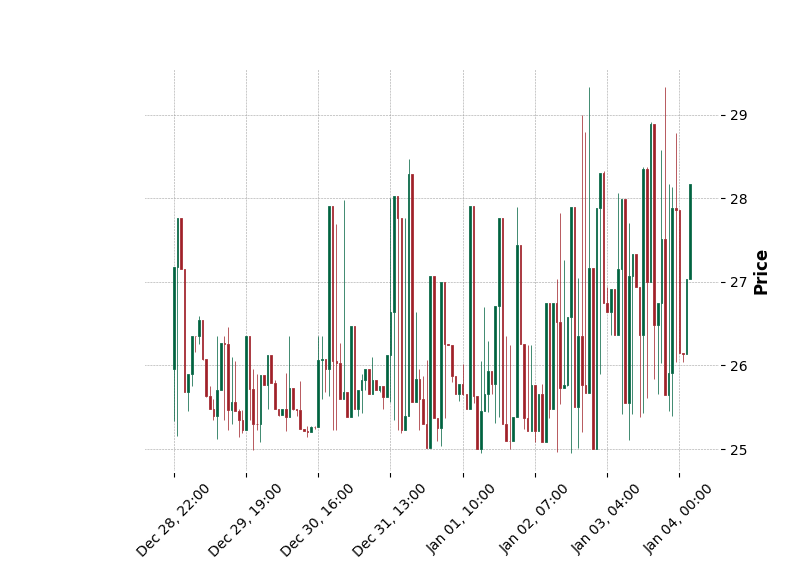 29
28
27
26
25
Price
Dec 28, 22:00
Dec 29, 19:00
Dec 30, 16:00
Dec 31, 13:00
Jan 01, 10:00
Jan 02, 07:00
Jan 03, 04:00
Jan 04, 00:00